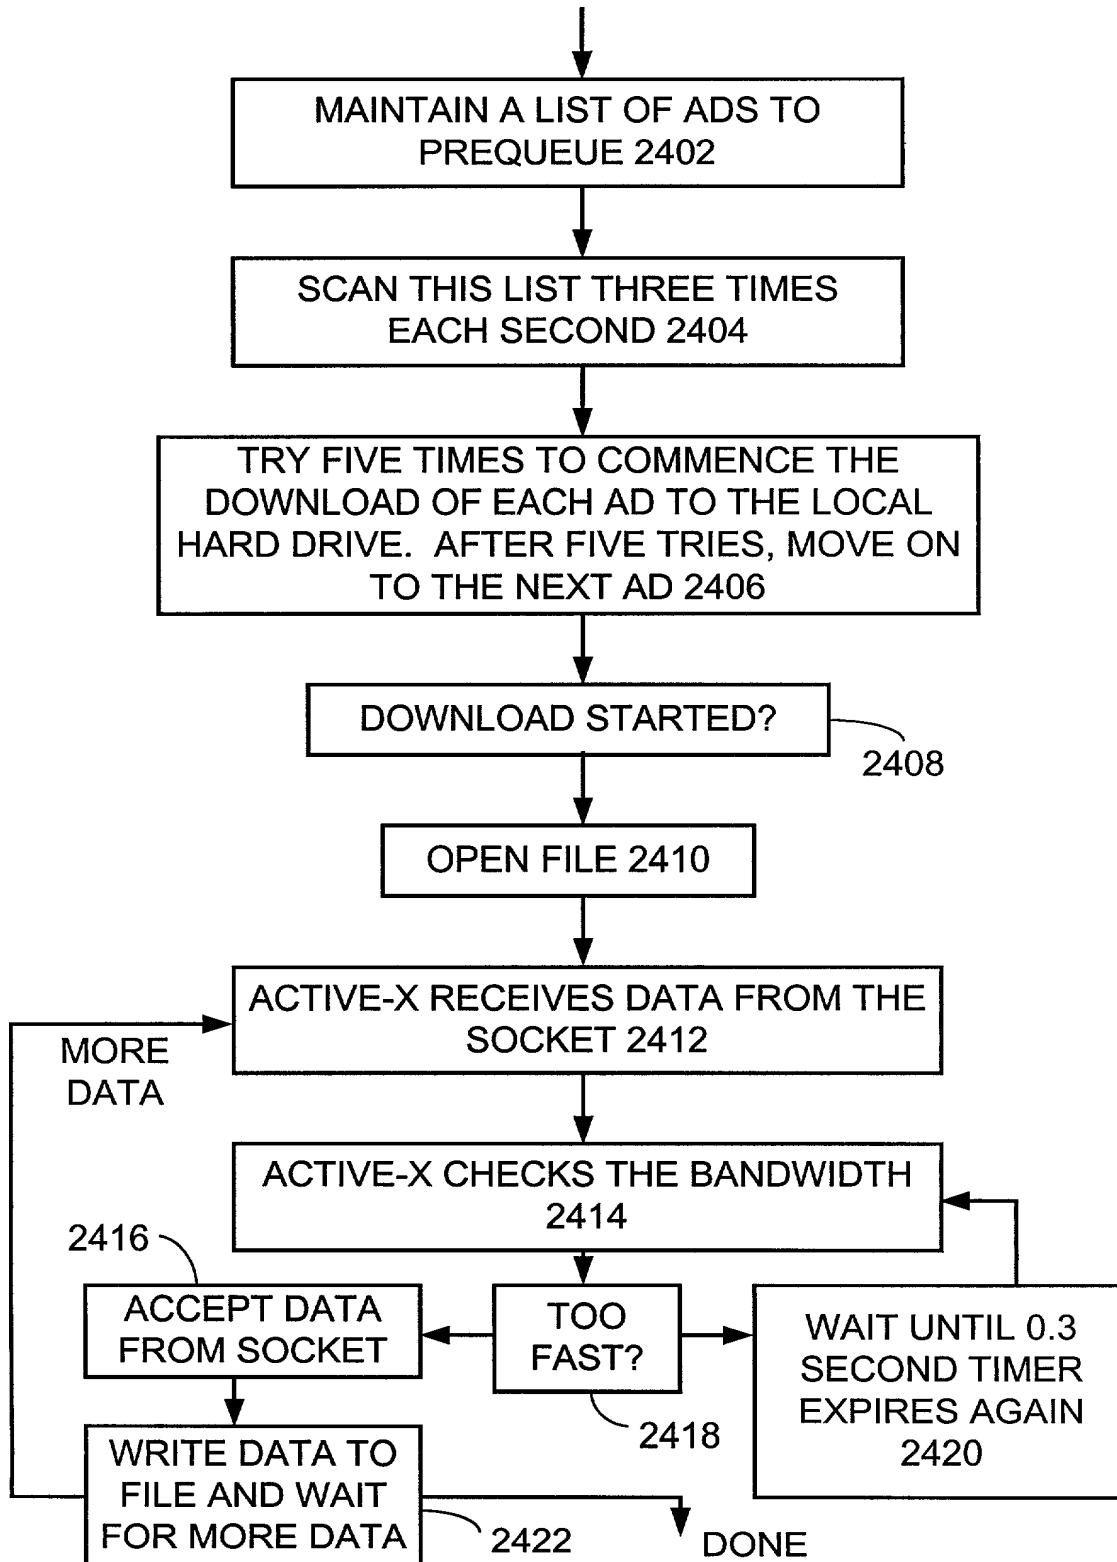 MAINTAIN A LIST OF ADS TO
PREQUEUE 2402
SCAN THIS LIST THREE TIMES
EACH SECOND 2404
TRY FIVE TIMES TO COMMENCE THE
DOWNLOAD OF EACH AD TO THE LOCAL
HARD DRIVE. AFTER FIVE TRIES, MOVE ON
TO THE NEXT AD 2406
DOWNLOAD STARTED?
2408
OPEN FILE 2410
ACTIVE-X RECEIVES DATA FROM THE
SOCKET 2412
MORE
DATA
ACTIVE-X CHECKS THE BANDWIDTH
2414
2416
ACCEPT DATA
FROM SOCKET
TOO
FAST?
2418
WAIT UNTIL 0.3
SECOND TIMER
EXPIRES AGAIN
2420
WRITE DATA TO
FILE AND WAIT
FOR MORE DATA
2422
DONE